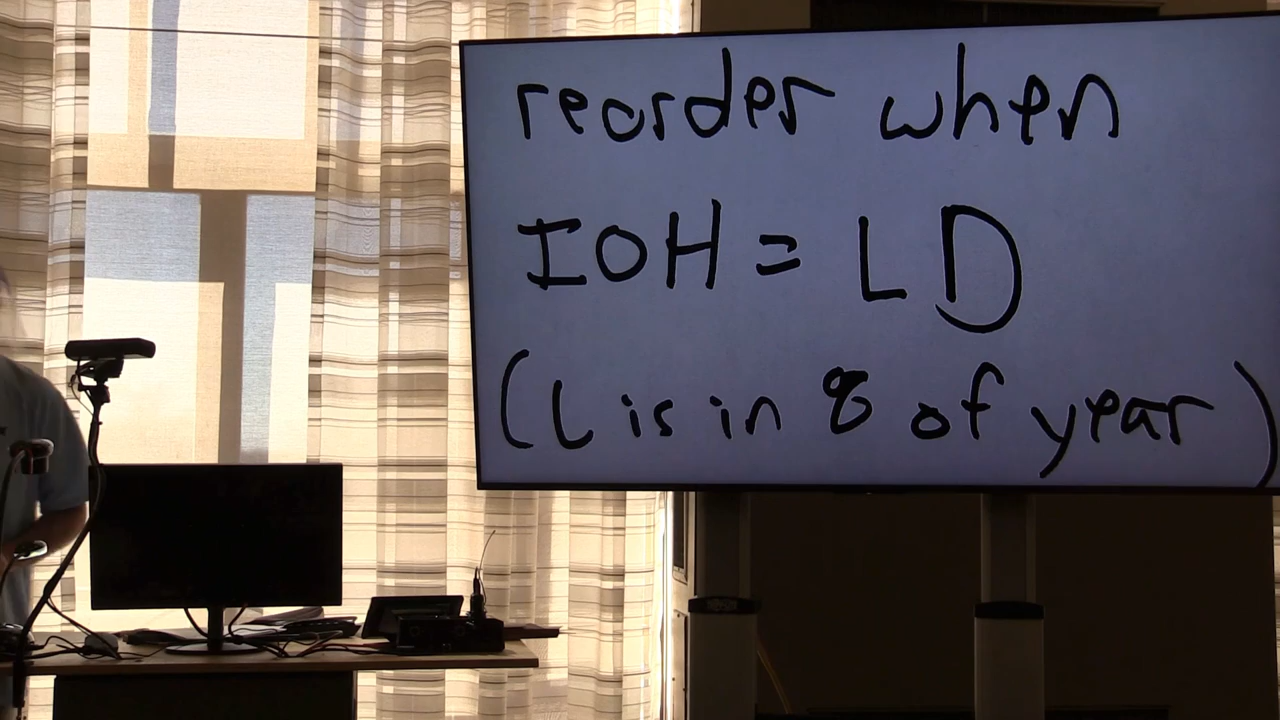 reorder when
IOH = LD
(L is in % of year)